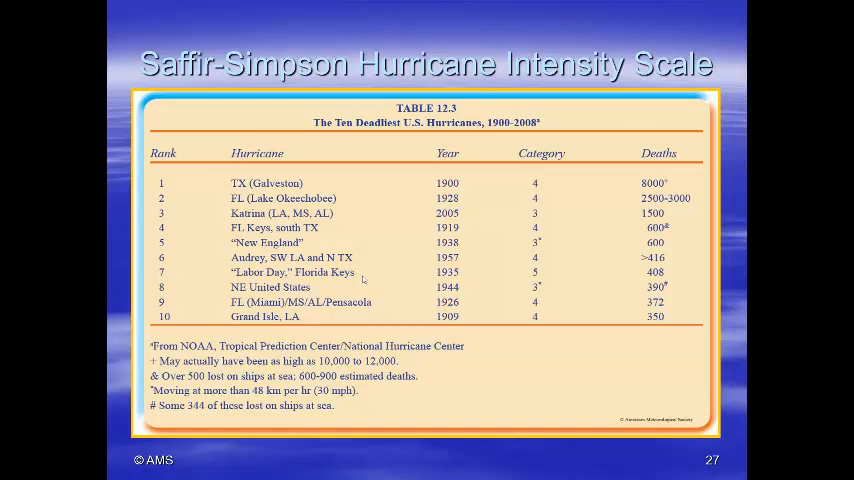 Saffir-Simpson Hurricane Intensity Scale
TABLE 12.3
The Ten Deadliest U.S. Hurricanes, 1900-2008*
Rank Hurricane Year Category Deaths
1 TX (Galveston) 1900 4 8000+
2 FL (Lake Okeechobee) 1928 4 2500-3000
3 Katrina (LA, MS, AL) 2005 3 1500
4 FL Keys, south TX 1919 4 600&
5 “New England” 1938 3* 600
6 Audrey, SW LA and N TX 1957 4 >416
7 “Labor Day,” Florida Keys 1935 5 408
8 NE United States 1944 3* 390#
9 FL (Miami)/MS/AL/Pensacola 1926 4 372
10 Grand Isle, LA 1909 4 350
*From NOAA, Tropical Prediction Center/National Hurricane Center
+ May actually have been as high as 10,000 to 12,000.
& Over 500 lost on ships at sea; 600-900 estimated deaths.
*Moving at more than 48 km per hr (30 mph).
# Some 344 of these lost on ships at sea.
© American Meteorological Society
© AMS
27